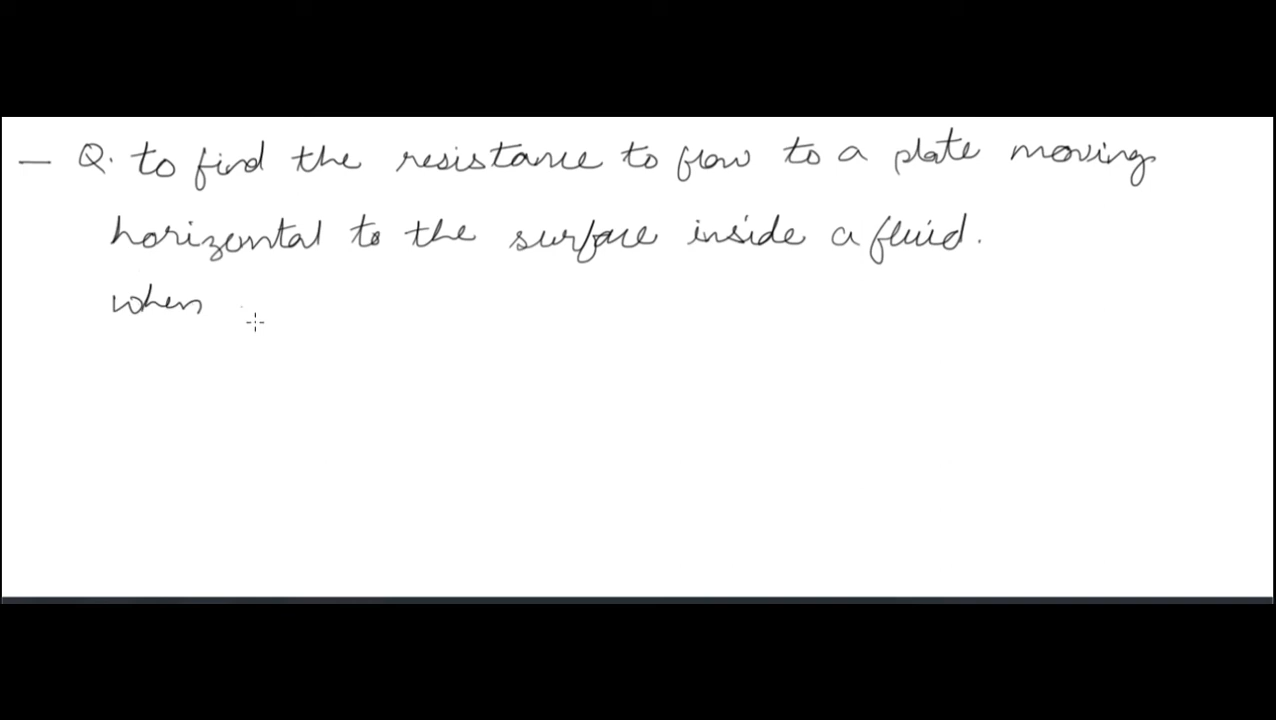 — Q. to find the resistance to flow to a plate moving
horizontal to the surface inside a fluid.
when